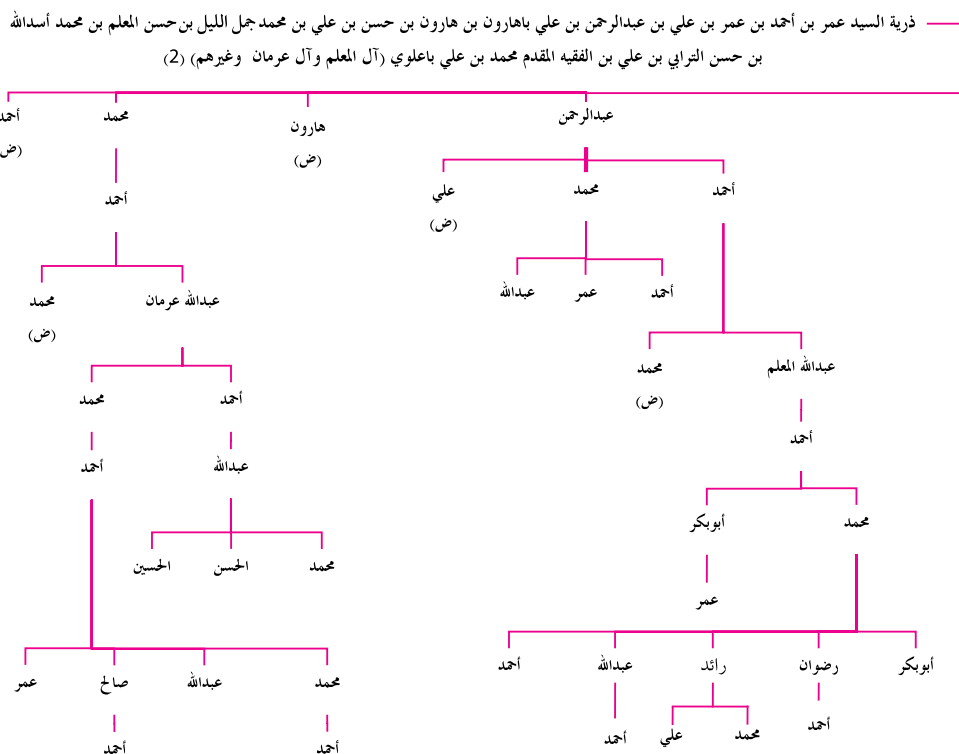 ذرية السيد عمر بن أحمد بن عمر بن علي بن عبدالرحمن بن علي باهارون بن هارون بن حسن بن علي بن محمد جمل الليل بن حسن المعلم بن محمد أسدالله
بن حسن الترابي بن علي بن الفقيه المقدم محمد بن علي باعلوي (آل المعلم وآل عرمان وغيرهم) (2)
عبدالرحمن هارون محمد أحمد
(ض) (ض)
أحمد محمد علي أحمد
(ض)
أحمد عمر عبدالله عبدالله عرمان محمد
(ض)
عبدالله المعلم محمد أحمد محمد
(ض)
أحمد عبدالله أحمد
محمد أبوبكر
عمر محمد الحسن الحسين
أبوبكر رضوان رائد عبدالله أحمد محمد عبدالله صالح عمر
أحمد محمد علي أحمد أحمد أحمد